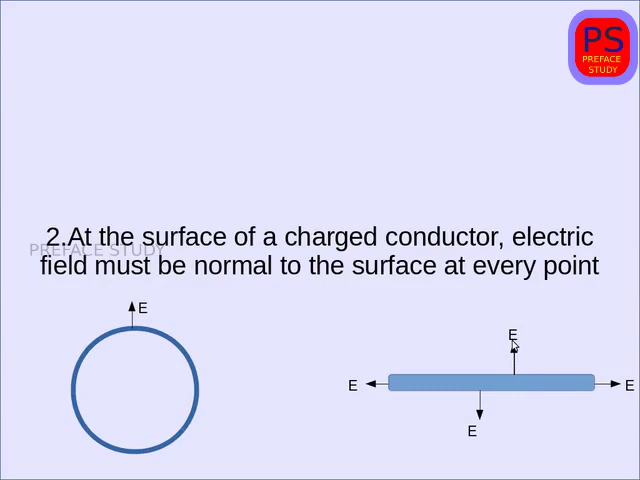 PS
PREFACE
STUDY
2.At the surface of a charged conductor, electric
PREFACE STUDY
field must be normal to the surface at every point
E
E
E
E
E